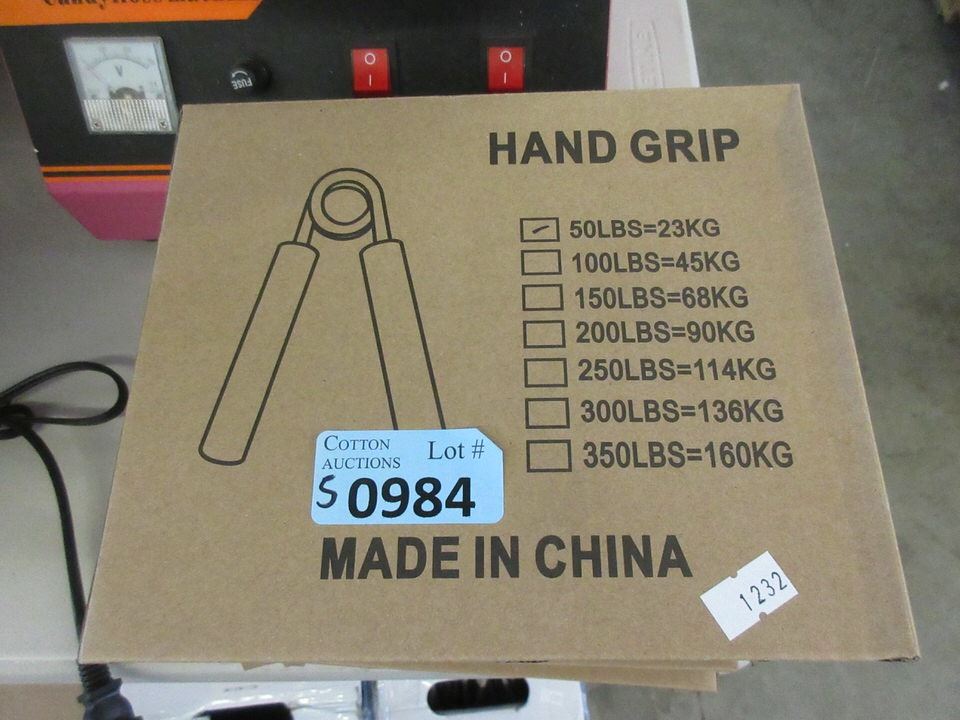 V
FUSE
HAND GRIP
50LBS=23KG
100LBS=45KG
150LBS=68KG
200LBS=90KG
250LBS=114KG
300LBS=136KG
350LBS=160KG
COTTON AUCTIONS Lot #
S 0984
MADE IN CHINA
1232